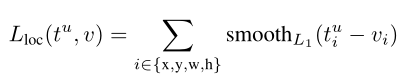 L_loc(t^u, v) = ∑_{i∈{x,y,w,h}} smooth_{L_1}(t_i^u − v_i)